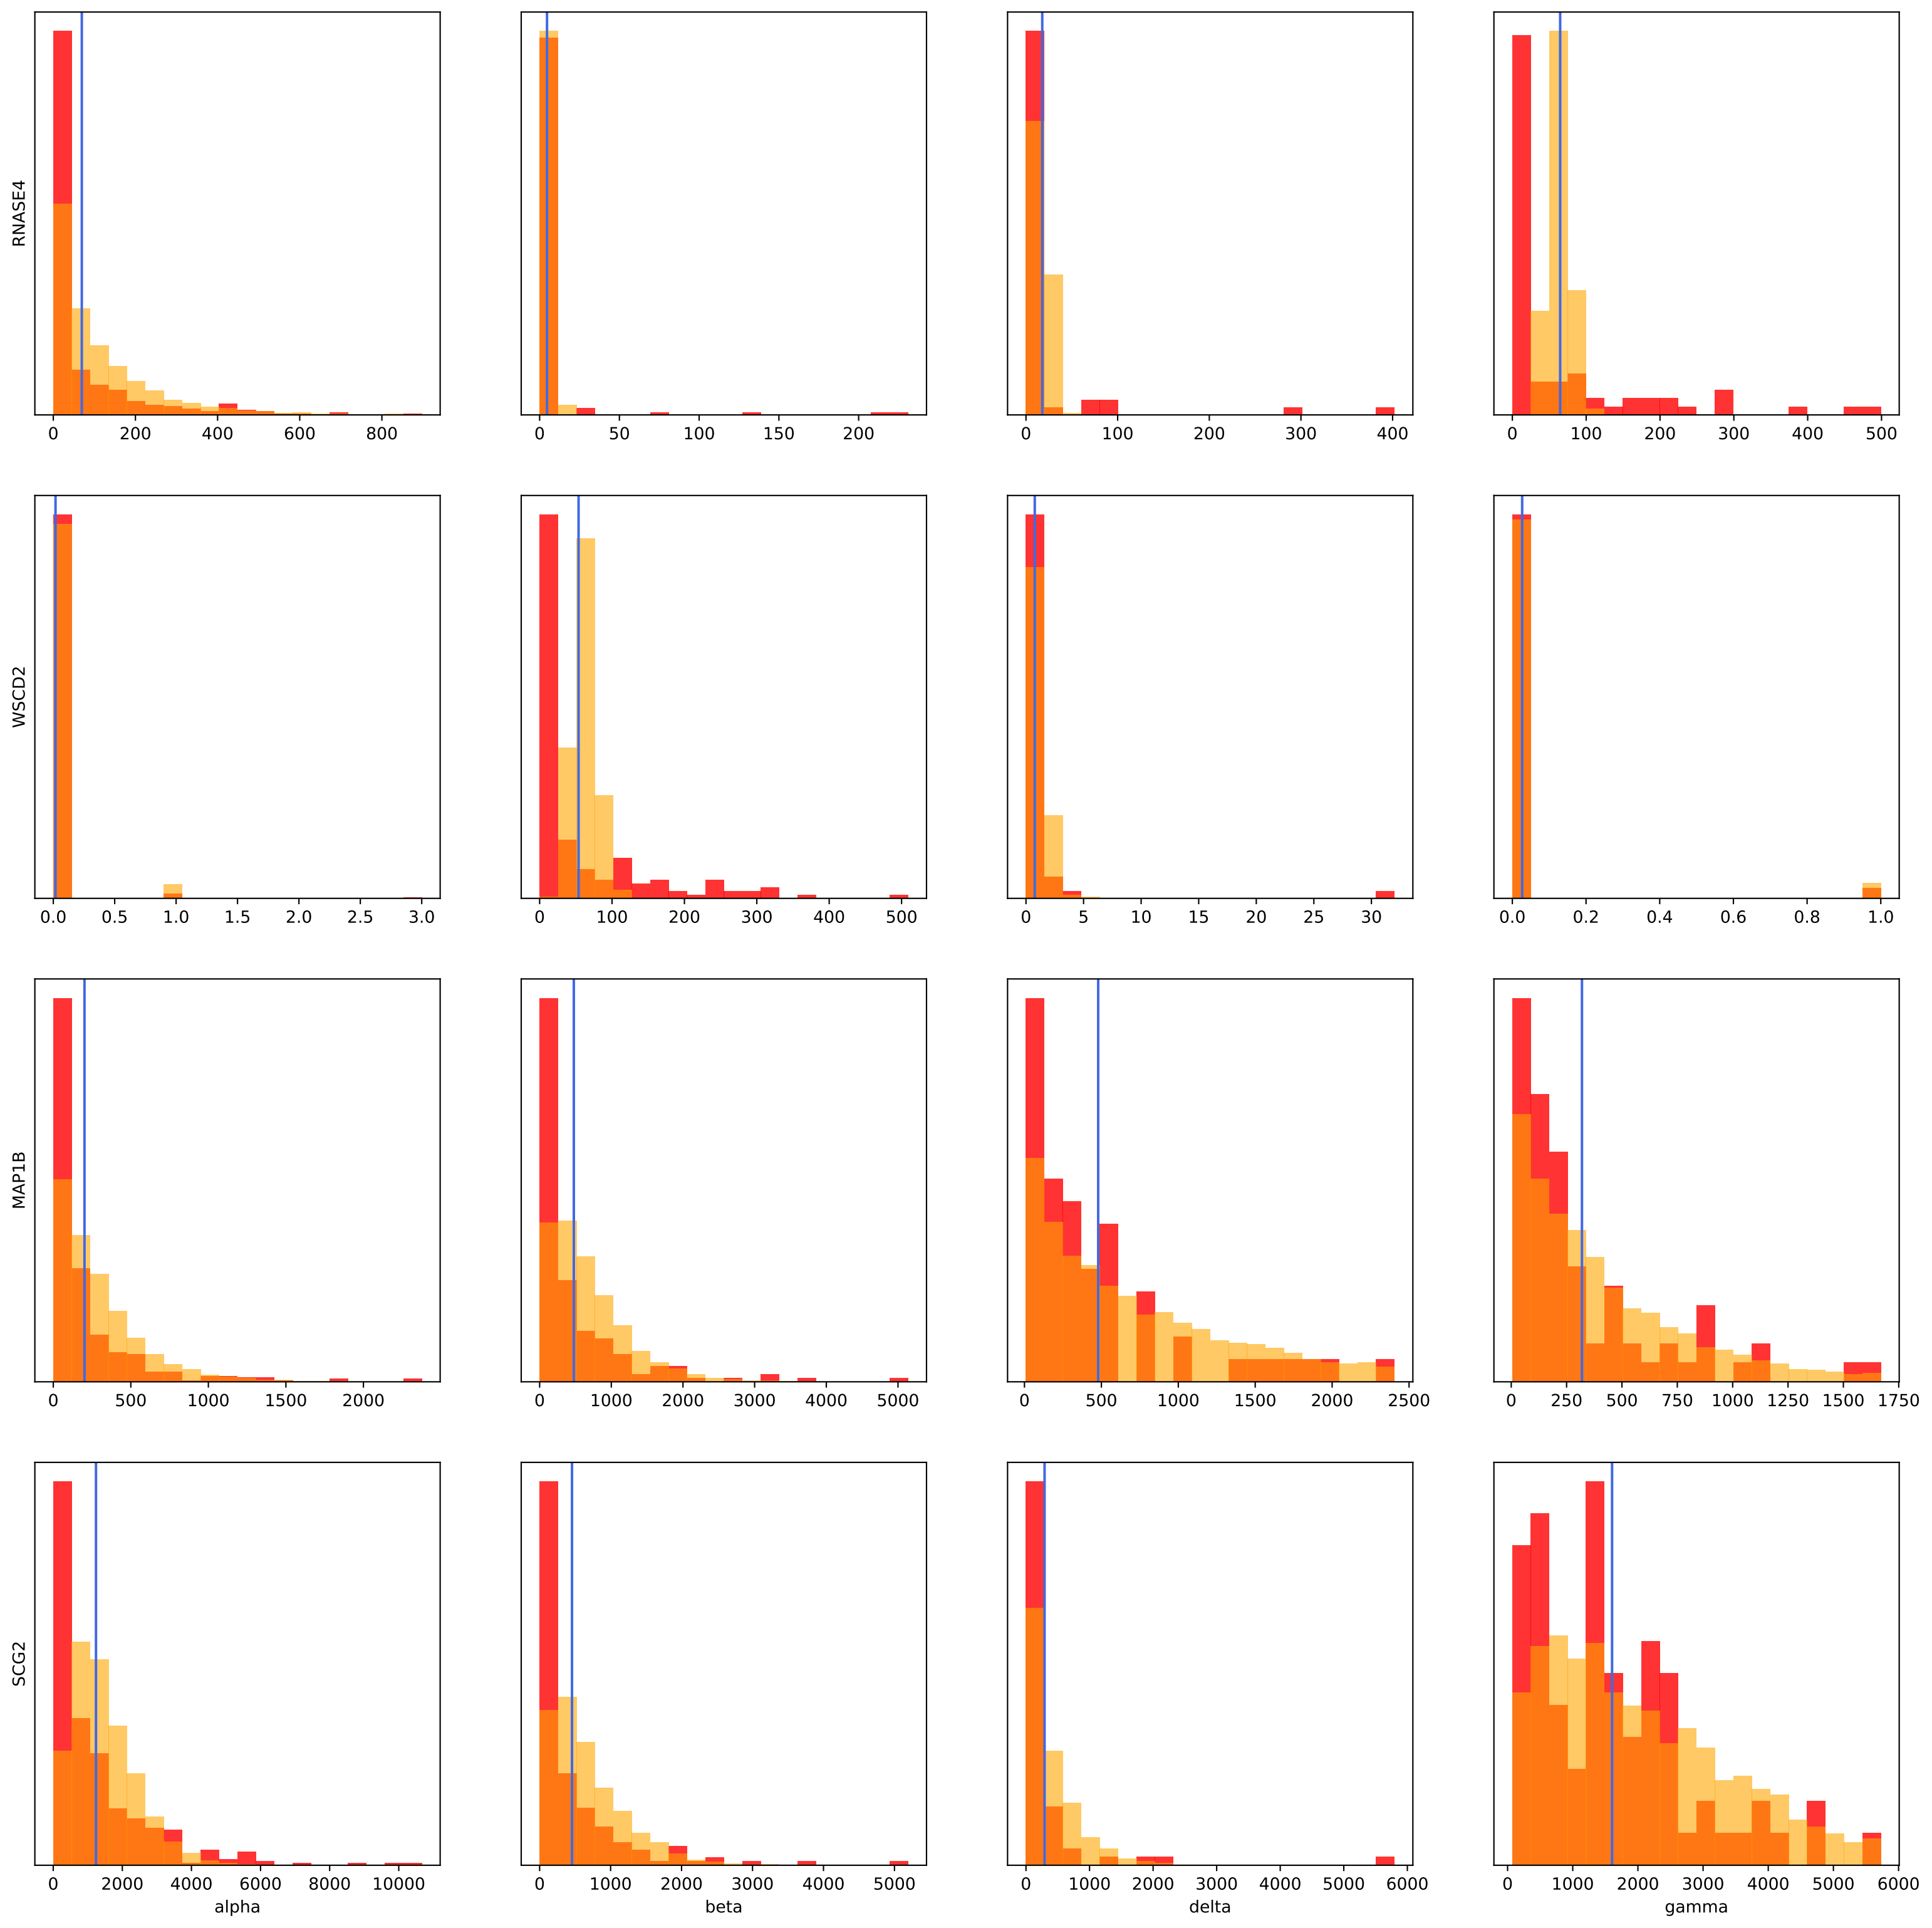 RNASE4
0 200 400 600 800
0 50 100 150 200
0 100 200 300 400
0 100 200 300 400 500
WSCD2
0.0 0.5 1.0 1.5 2.0 2.5 3.0
0 100 200 300 400 500
0 5 10 15 20 25 30
0.0 0.2 0.4 0.6 0.8 1.0
MAP1B
0 500 1000 1500 2000
0 1000 2000 3000 4000 5000
0 500 1000 1500 2000 2500
0 250 500 750 1000 1250 1500 1750
SCG2
0 2000 4000 6000 8000 10000
0 1000 2000 3000 4000 5000
0 1000 2000 3000 4000 5000 6000
0 1000 2000 3000 4000 5000 6000
alpha
beta
delta
gamma